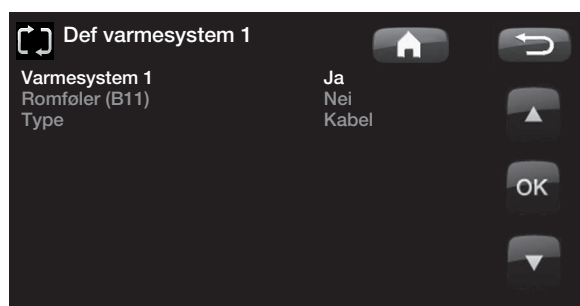 Def varmesystem 1
Varmesystem 1 Ja
Romføler (B11) Nei
Type Kabel
OK